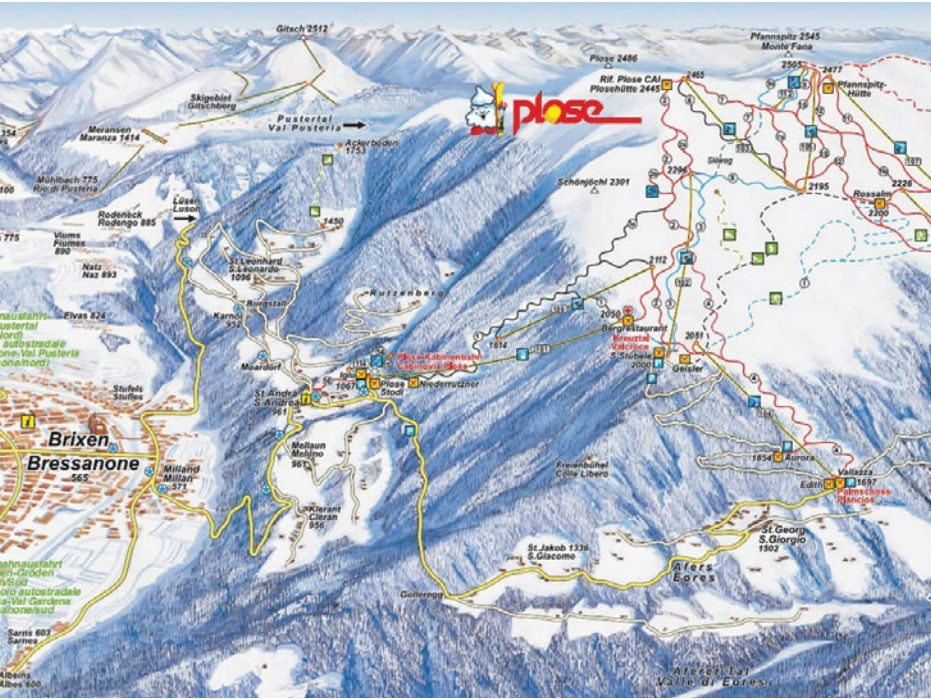 Gitsch 2512
Pfannspitz 2545
Monte Fana
Plose 2486
2505
2477
Rif. Plose CAI
Plosehütte 2445
2465
Pfannspitz-
Hütte
Skigebiet
Gitschberg
plose
Pustertal
Val Pusteria
Meransen
Maranza 1414
Ackerboden
1753
Mühlbach 775
Rio di Pusteria
Skiweg
2296
Schönjöchl 2301
2195
2226
Rossalm
2200
Lüsen
Luson
Rodeneck
Rodengo 885
1450
Viums
Fiumes
890
Natz
Naz 893
St Leonhard
S.Leonardo
1096
2112
Rutzenberg
Burgstall
Karnol
952
Elvas 824
1614
2050
Bergrestaurant
Kreuztal
Valcroce
2051
S.Stübele
2000
Geisler
Moardorf
Plose-Kabinenbahn
Cabinovia Plose
1067
Plose
Stodl
Niederrutzner
St.Andrä
S.Andrea
961
Stufels
Stufles
Brixen
Bressanone
565
Milland
Millan
571
Mellaun
Meluno
961
Klerant
Cleran
956
Freienbühel
Colle Libero
1854
Aurora
Vallazza
1697
Edith
Palmschoss
Plancios
St.Georg
S.Giorgio
1502
St.Jakob 1336
S.Giacomo
Afers
Eores
Golleregg
Sarns 603
Sarnes
Albeins
Albes 600
Aferer Tal
Valle di Eores